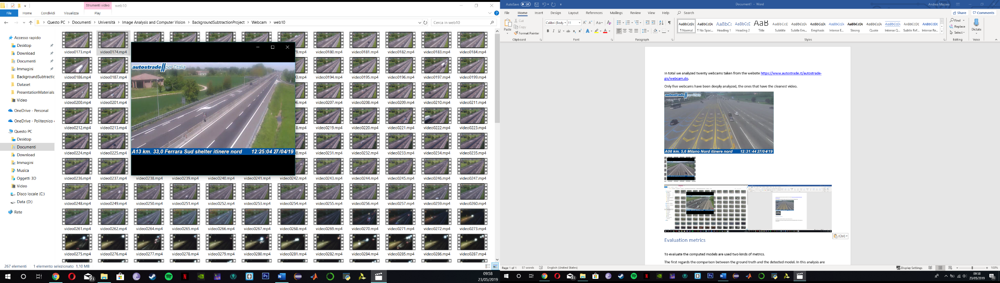 Strumenti video web10
File Home Condividi Visualizza Play
Questo PC Documenti Università Image Analysis and Computer Vision BackgroundSubtractionProject Webcam web10
Cerca in web10
Accesso rapido
Desktop
Download
Documenti
Immagini
BackgroundSubtractio
Dataset
PresentationMaterials
Video
OneDrive - Personal
OneDrive - Politecnico
Questo PC
Desktop
Documenti
Download
Immagini
Musica
Oggetti 3D
Video
Disco locale (C:)
Data (D:)
Rete
video0173.mp4 video0174.mp4 video0180.mp4 video0181.mp4 video0182.mp4 video0183.mp4 video0184.mp4
video0186.mp4 video0187.mp4 video0194.mp4 video0195.mp4 video0196.mp4 video0197.mp4 video0199.mp4
video0200.mp4 video0201.mp4 video0207.mp4 video0208.mp4 video0209.mp4 video0210.mp4 video0211.mp4
video0212.mp4 video0213.mp4 video0219.mp4 video0220.mp4 video0221.mp4 video0222.mp4 video0223.mp4
video0224.mp4 video0225.mp4 video0231.mp4 video0232.mp4 video0233.mp4 video0234.mp4 video0235.mp4
video0236.mp4 video0237.mp4 video0238.mp4 video0239.mp4 video0240.mp4 video0241.mp4 video0242.mp4 video0243.mp4 video0244.mp4 video0245.mp4 video0246.mp4 video0247.mp4
video0248.mp4 video0249.mp4 video0250.mp4 video0251.mp4 video0252.mp4 video0253.mp4 video0254.mp4 video0255.mp4 video0256.mp4 video0257.mp4 video0259.mp4 video0260.mp4
video0261.mp4 video0262.mp4 video0264.mp4 video0265.mp4 video0266.mp4 video0267.mp4 video0268.mp4 video0269.mp4 video0270.mp4 video0271.mp4 video0272.mp4 video0273.mp4
video0275.mp4 video0276.mp4 video0277.mp4 video0278.mp4 video0279.mp4 video0280.mp4 video0281.mp4 video0282.mp4 video0284.mp4 video0285.mp4 video0286.mp4 video0287.mp4
autostrade per l'italia
A13 km. 33,0 Ferrara Sud shelter itinere nord 12:25:04 27/04/19
267 elementi 1 elemento selezionato 1,10 MB
23
09:58
23/05/2019
AutoSave Off Document1 - Word Andrea Mazzeo
File Home Insert Design Layout References Mailings Review View Help Search Share Comments
Paste Cut Copy Format Painter Clipboard
Calibri (Body 11 Font
Paragraph
AaBbCcDc AaBbCcDc AaBbCc AaBbCcE AaB AaBbCcE AaBbCcDc AaBbCcDc AaBbCcDc AaBbCcDc AaBbCcDc AaBbCcDc AABBCCDE AABBCCDE
¶ Normal ¶ No Spac... Heading 1 Heading 2 Title Subtitle Subtle Em... Emphasis Intense E... Strong Quote Intense Q... Subtle Ref... Intense Re...
Styles
Find Replace Select Editing
Dictate Voice
In total we analyzed twenty webcams taken from the website https://www.autostrade.it/autostrade-
gis/webcam.do.
Only five webcams have been deeply analyzed, the ones that have the cleanest video.
autostrade per l'italia
A08 km. 5,6 Milano Nord itinere nord 12:31:44 27/04/19
(Ctrl)
Evaluation metrics
To evaluate the computed models are used two kinds of metrics.
The first regards the comparison between the ground truth and the detected model. In this analysis are
Page 1 of 1 57 words English (United States) Display Settings 100%
23
09:58
23/05/2019
15